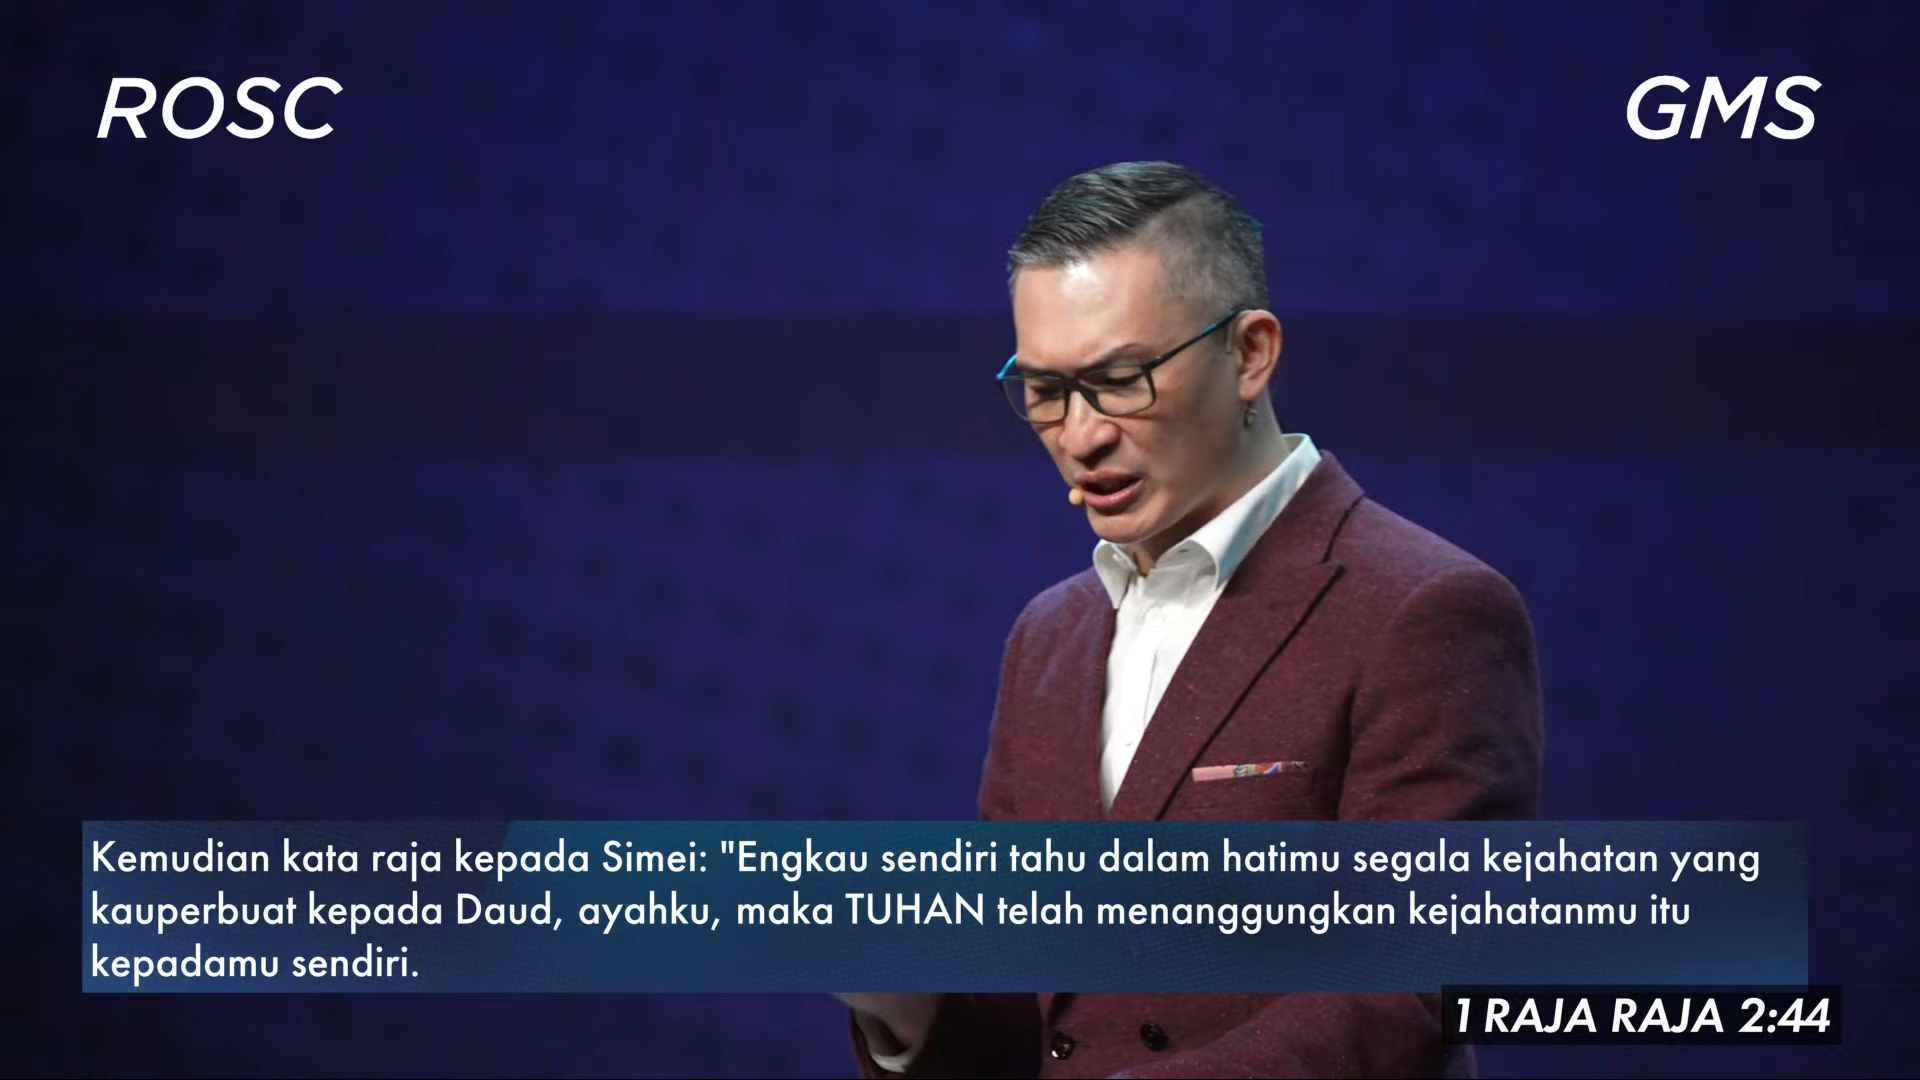 ROSC
GMS
Kemudian kata raja kepada Simei: "Engkau sendiri tahu dalam hatimu segala kejahatan yang
kauperbuat kepada Daud, ayahku, maka TUHAN telah menanggungkan kejahatanmu itu
kepadamu sendiri.
1 RAJA RAJA 2:44